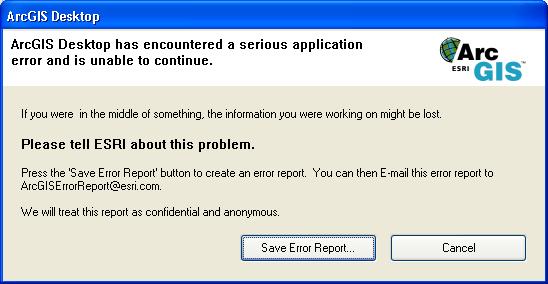 ArcGIS Desktop
ArcGIS Desktop has encountered a serious application
error and is unable to continue.
Arc
ESRI GIS™
If you were in the middle of something, the information you were working on might be lost.
Please tell ESRI about this problem.
Press the 'Save Error Report' button to create an error report. You can then E-mail this error report to
ArcGISErrorReport@esri.com.
We will treat this report as confidential and anonymous.
Save Error Report... Cancel